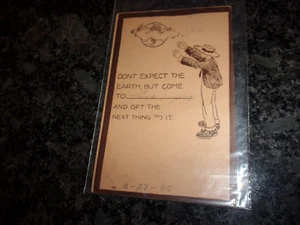 DONT EXPECT THE
EARTH, BUT COME
TO
AND GET THE
NEXT THING TO IT